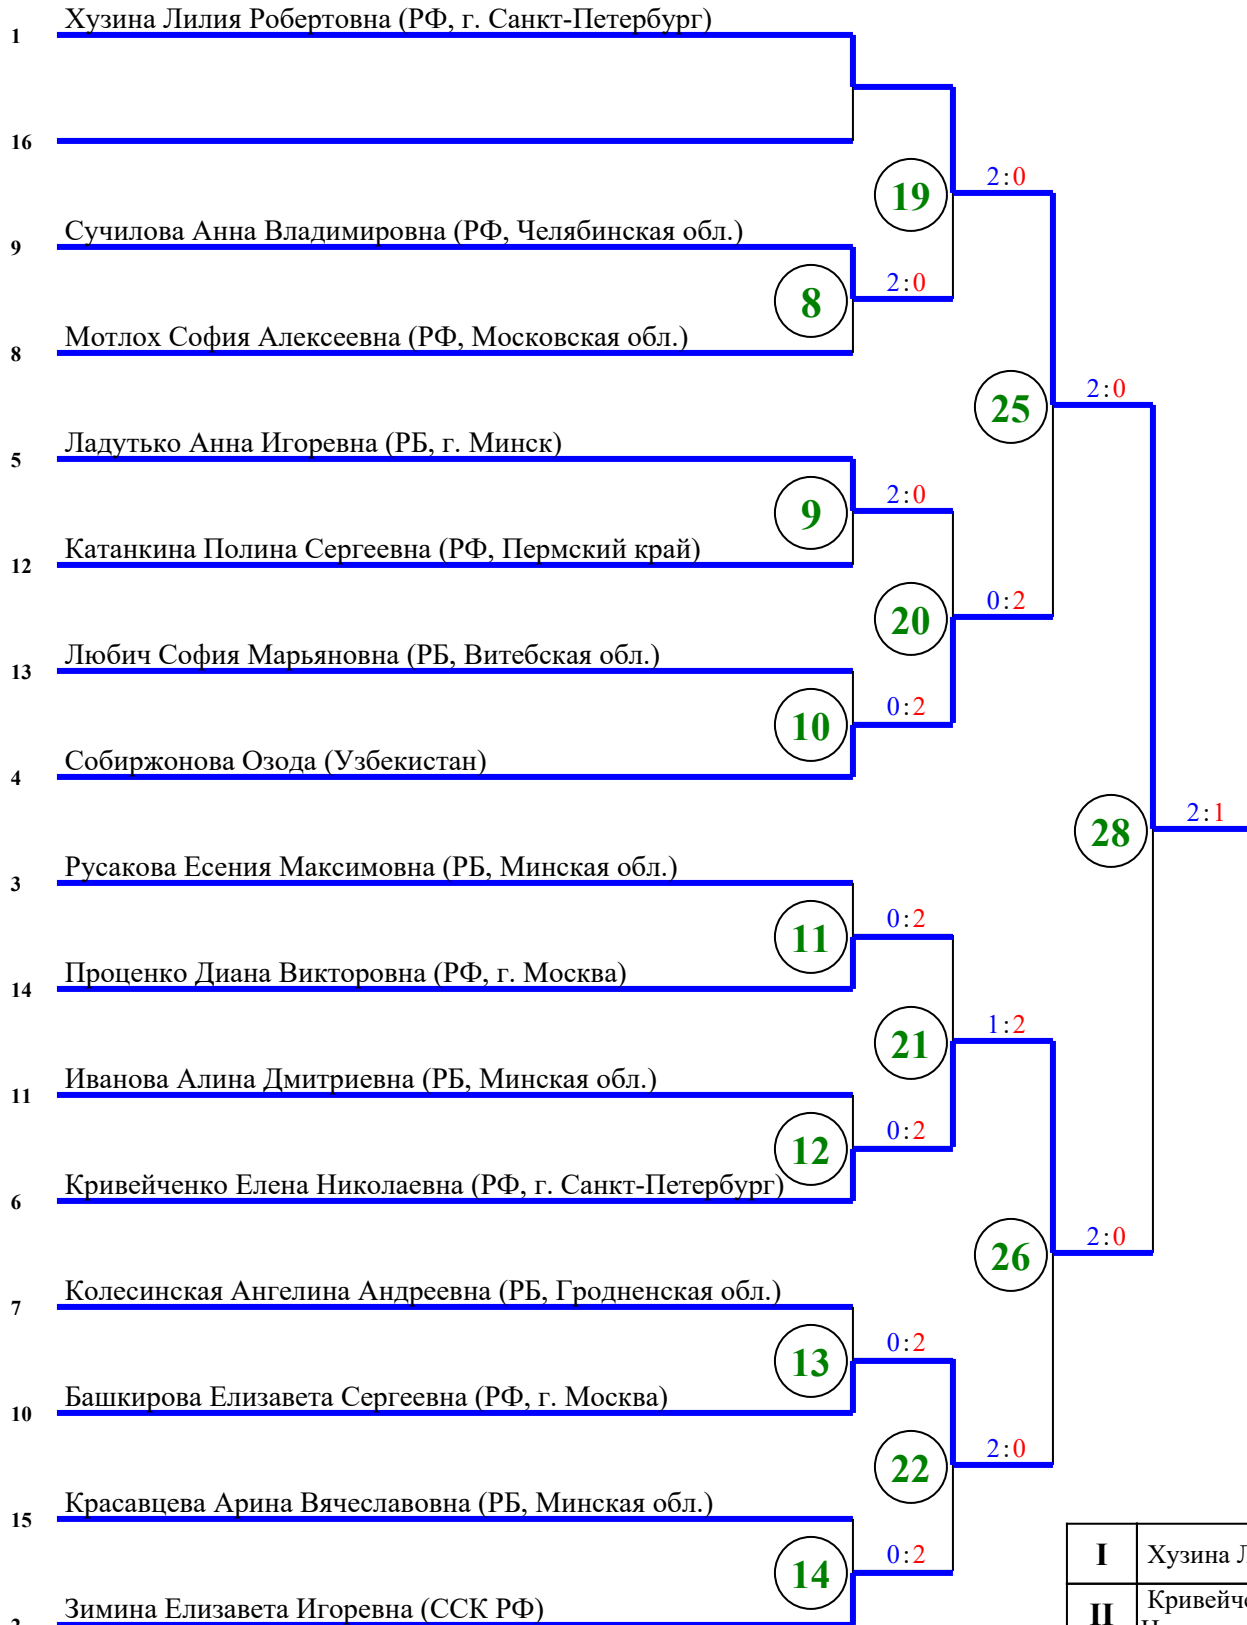 Хузина Лилия Робертовна (РФ, г. Санкт-Петербург)
1
16
19
2:0
Сучилова Анна Владимировна (РФ, Челябинская обл.)
9
8
2:0
Мотлох София Алексеевна (РФ, Московская обл.)
8
25
2:0
Ладутько Анна Игоревна (РБ, г. Минск)
5
9
2:0
Катанкина Полина Сергеевна (РФ, Пермский край)
12
20
0:2
Любич София Марьяновна (РБ, Витебская обл.)
13
10
0:2
Собиржонова Озода (Узбекистан)
4
28
2:1
Русакова Есения Максимовна (РБ, Минская обл.)
3
11
0:2
Проценко Диана Викторовна (РФ, г. Москва)
14
21
1:2
Иванова Алина Дмитриевна (РБ, Минская обл.)
11
12
0:2
Кривейченко Елена Николаевна (РФ, г. Санкт-Петербург)
6
26
2:0
Колесинская Ангелина Андреевна (РБ, Гродненская обл.)
7
13
0:2
Башкирова Елизавета Сергеевна (РФ, г. Москва)
10
22
2:0
Красавцева Арина Вячеславовна (РБ, Минская обл.)
15
14
0:2
I Хузина Л
Зимина Елизавета Игоревна (ССК РФ)
II Кривейче